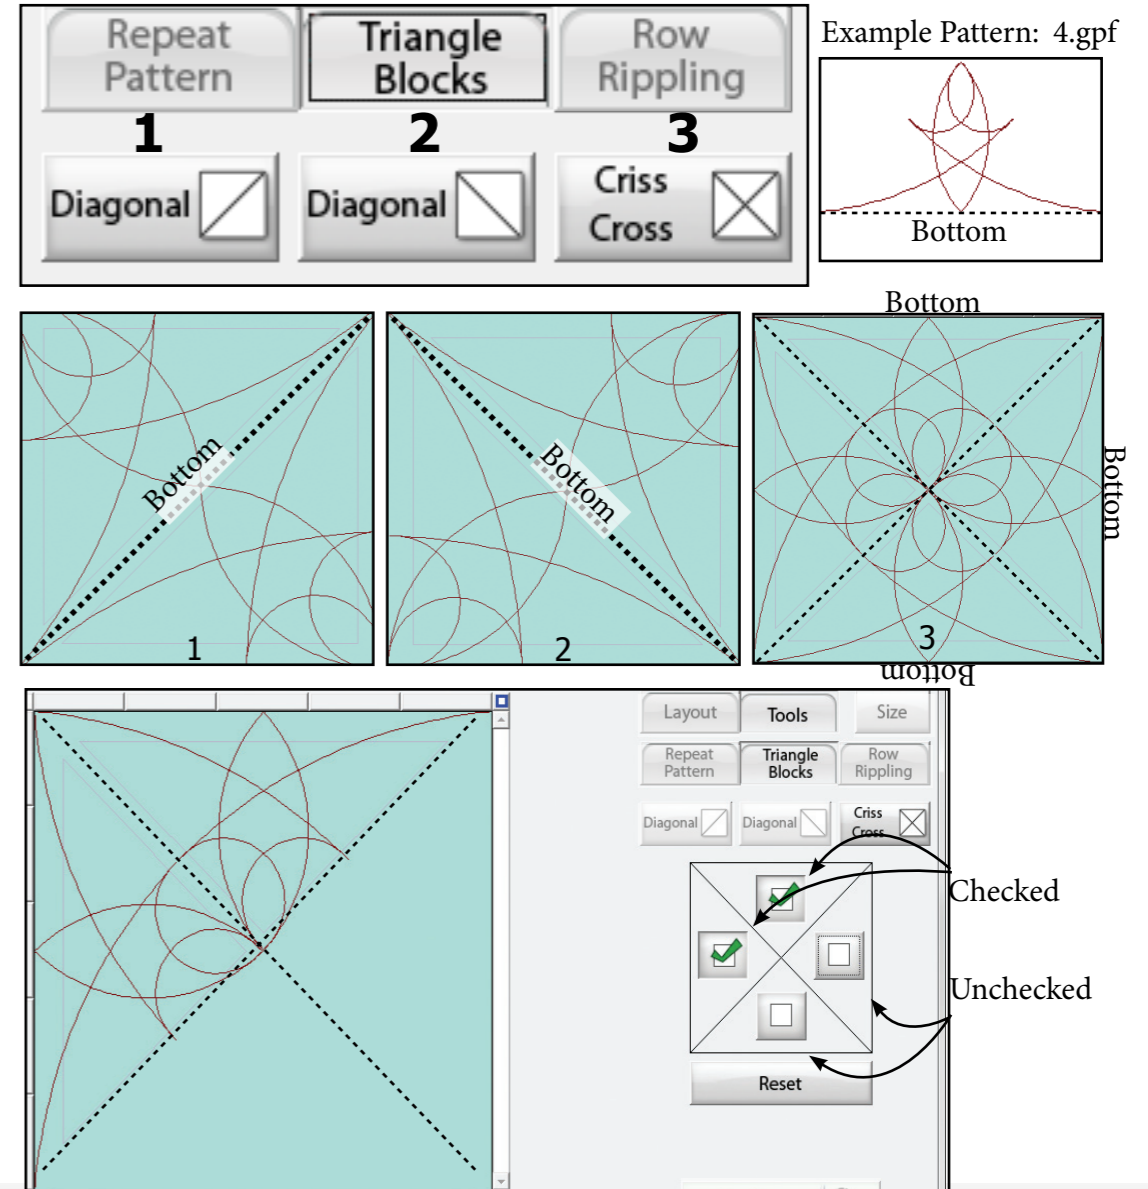 Repeat
Pattern
Triangle
Blocks
Row
Rippling
1
2
3
Diagonal
Diagonal
Criss
Cross
Example Pattern: 4.gpf
Bottom
Bottom
Bottom
Bottom
Bottom
Bottom
1
2
3
Layout
Tools
Size
Repeat
Pattern
Triangle
Blocks
Row
Rippling
Diagonal
Diagonal
Criss
Cross
Checked
Unchecked
Reset